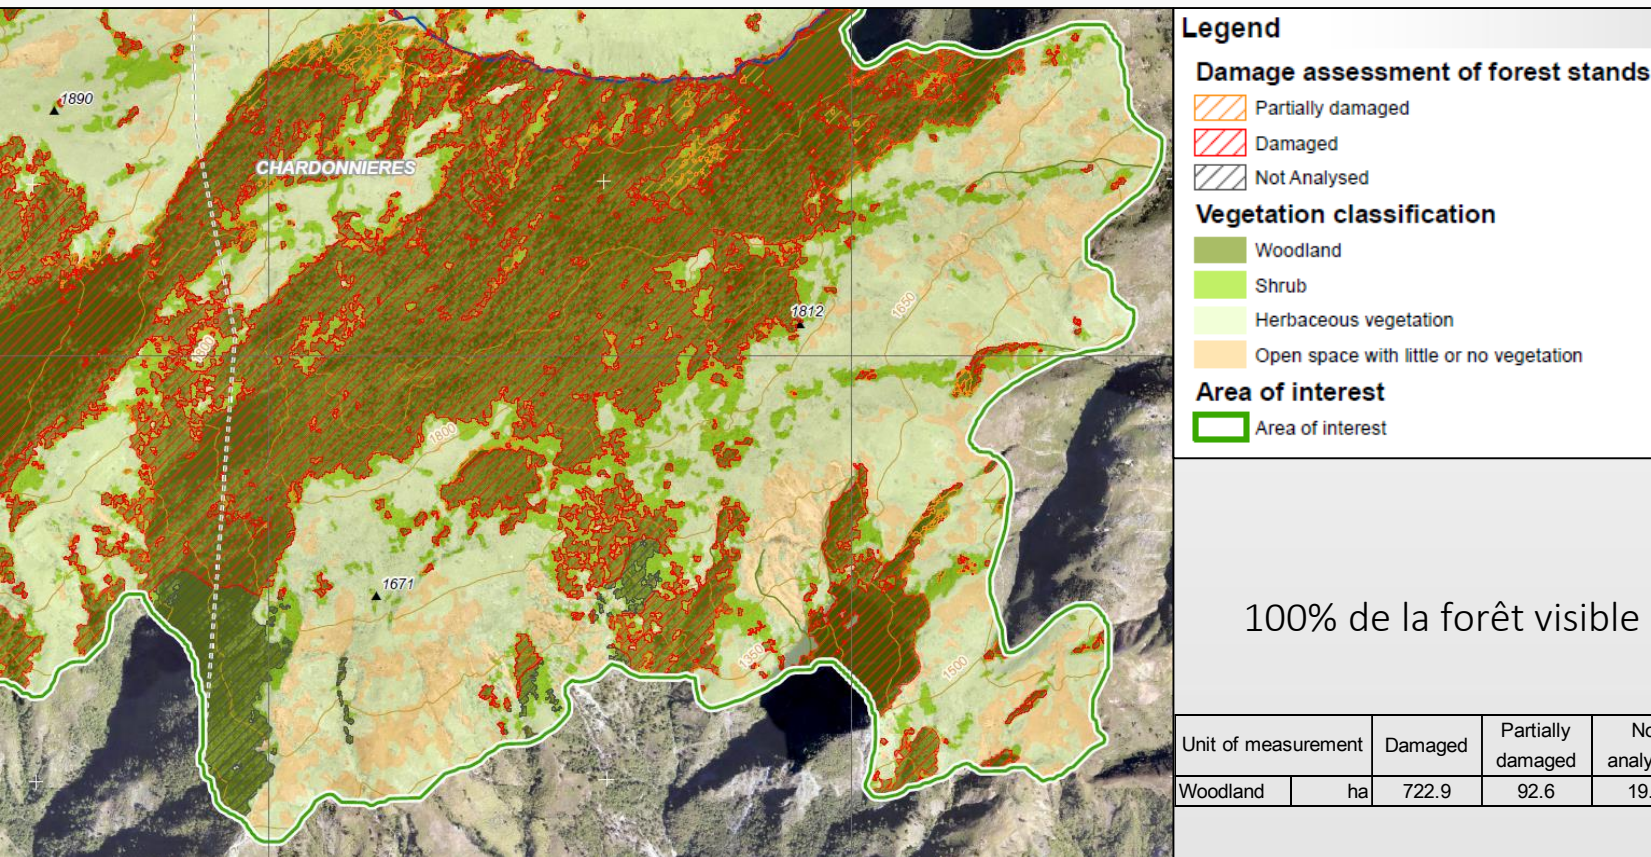 1890
CHARDONNIERES
1812
1650
1800
1800
1671
1350
1500
Legend
Damage assessment of forest stands
Partially damaged
Damaged
Not Analysed
Vegetation classification
Woodland
Shrub
Herbaceous vegetation
Open space with little or no vegetation
Area of interest
Area of interest
100% de la forêt visible
Unit of measurement Damaged Partially damaged
Woodland ha 722.9 92.6 19.